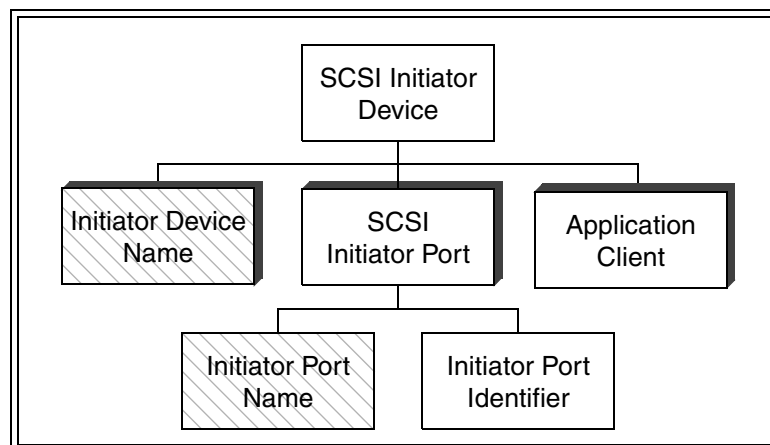 SCSI Initiator
Device
Initiator Device
Name
SCSI
Initiator Port
Application
Client
Initiator Port
Name
Initiator Port
Identifier